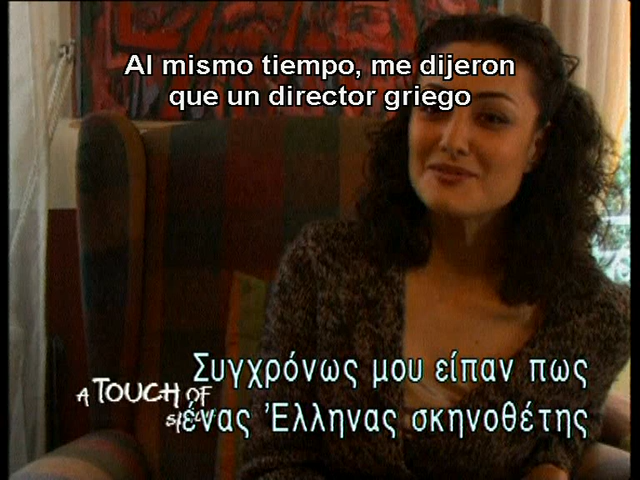 Al mismo tiempo, me dijeron
que un director griego
Συγχρόνως μου είπαν πως
A TOUCH OF
ένας Έλληνας σκηνοθέτης